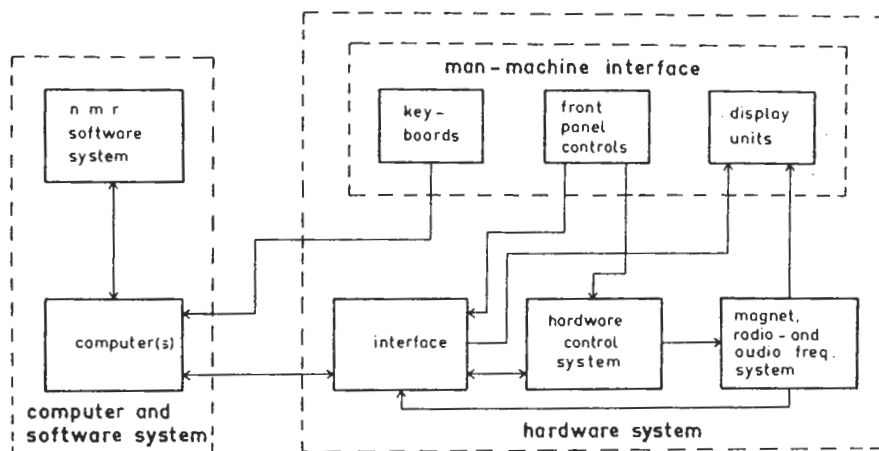 man-machine interface
n m r
software
system
key-
boards
front
panel
controls
display
units
computer(s)
interface
hardware
control
system
magnet,
radio-and
audio freq.
system
computer and
software system
hardware system